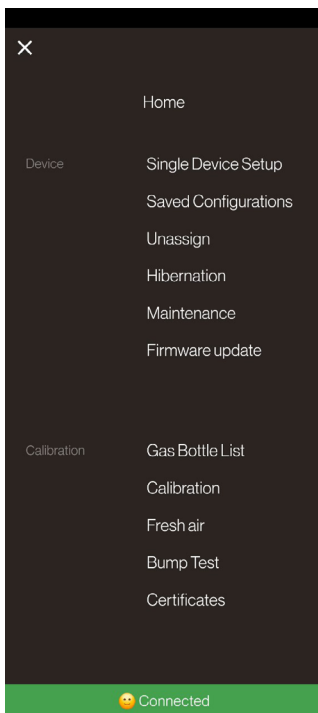 Home
Device
Single Device Setup
Saved Configurations
Unassign
Hibernation
Maintenance
Firmware update
Calibration
Gas Bottle List
Calibration
Fresh air
Bump Test
Certificates
Connected